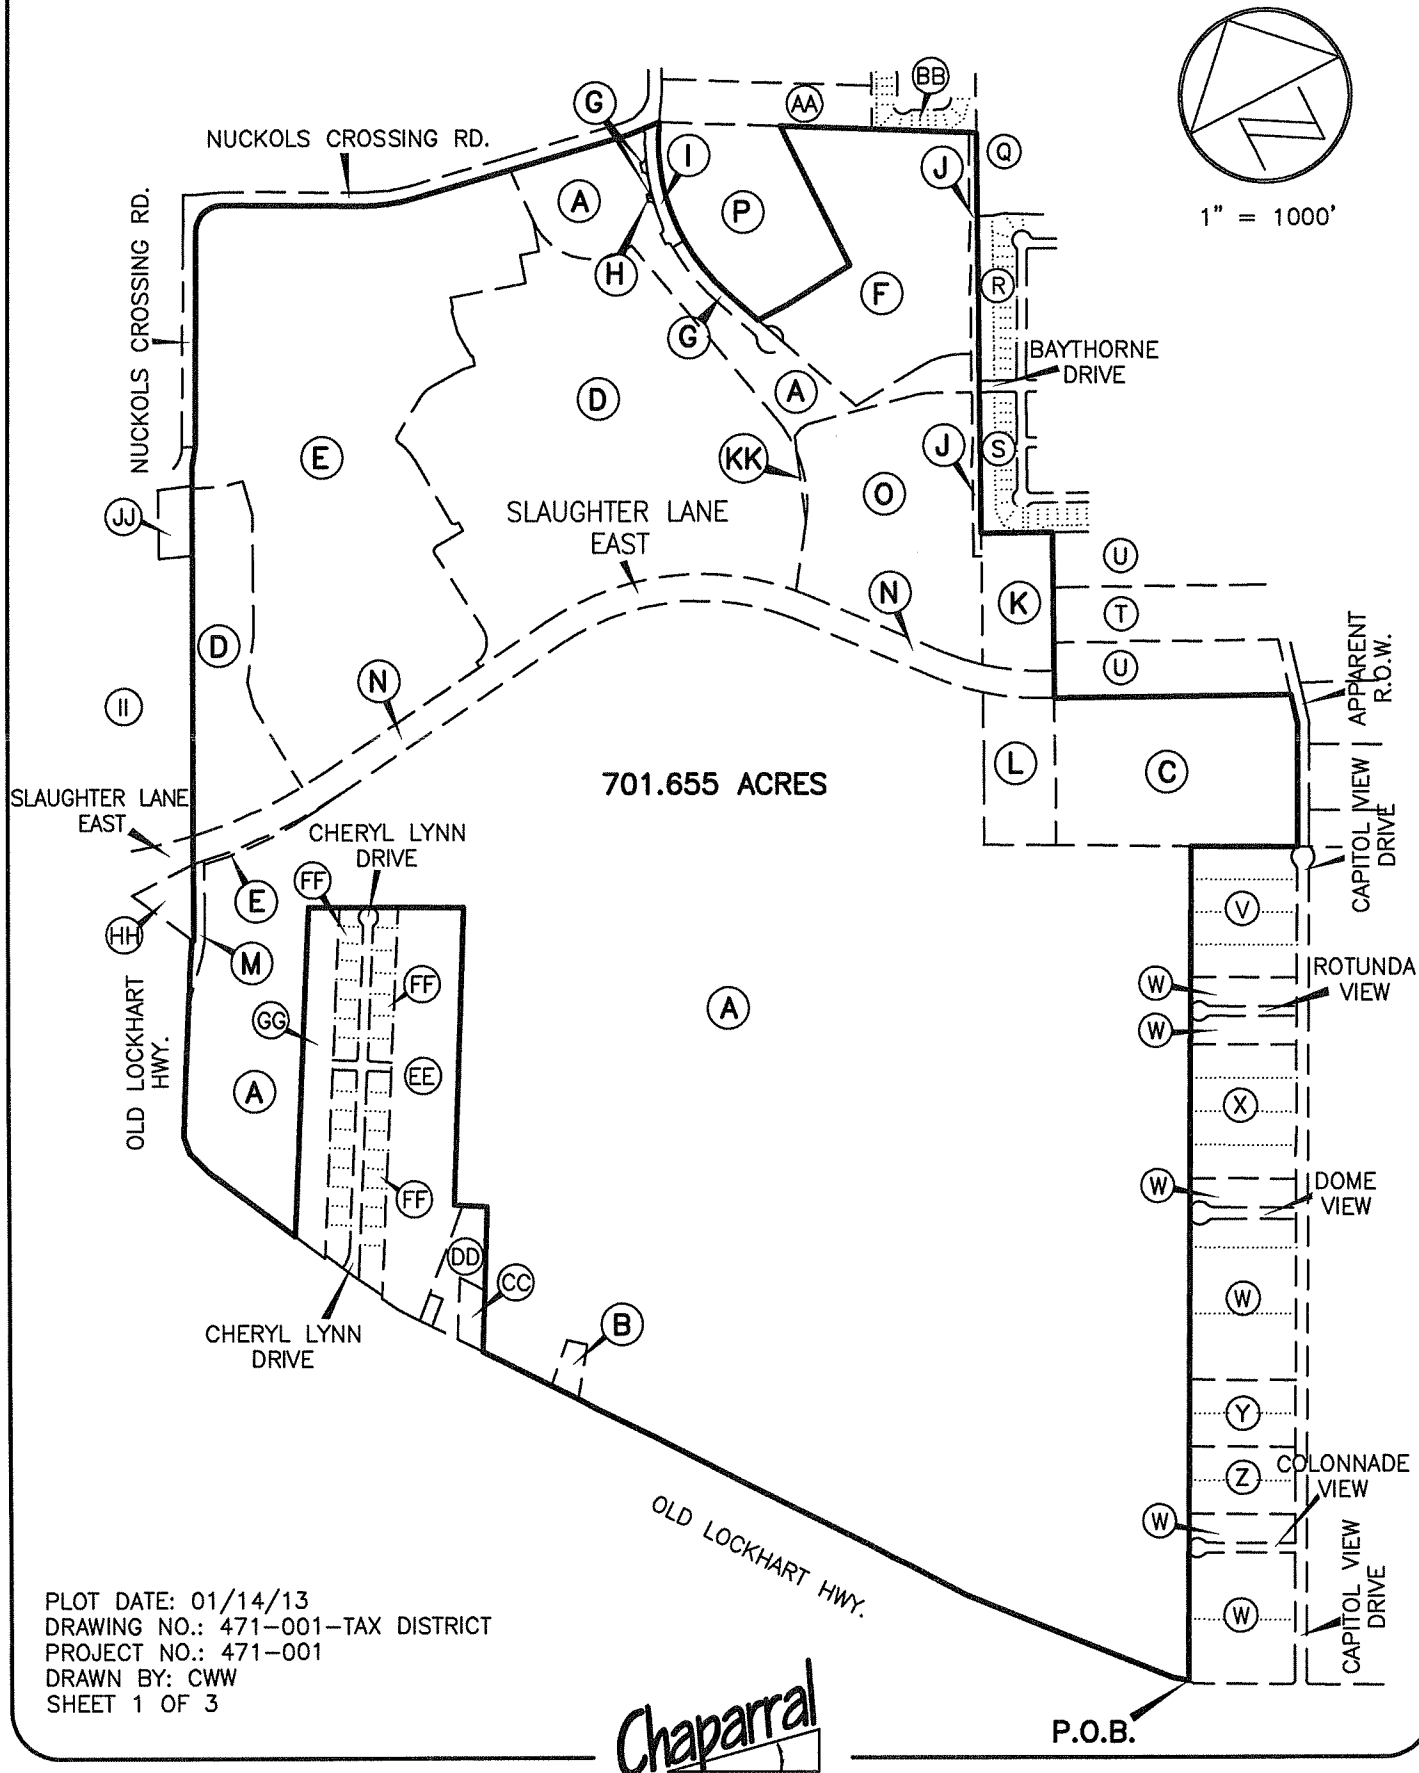 BB
G
AA
NUCKOLS CROSSING RD.
I
J
Q
A
P
1" = 1000'
NUCKOLS CROSSING RD.
H
F
R
G
BAYTHORNE
DRIVE
D
A
E
KK
J
S
O
SLAUGHTER LANE
EAST
JJ
U
N
K
T
D
U
APPARENT
R.O.W.
N
II
701.655 ACRES
L
C
SLAUGHTER LANE
EAST
CHERYL LYNN
DRIVE
CAPITOL VIEW
DRIVE
FF
E
V
HH
M
ROTUNDA
VIEW
W
FF
A
GG
W
OLD LOCKHART
HWY.
EE
A
X
W
DOME
VIEW
FF
DD
CC
W
B
CHERYL LYNN
DRIVE
Y
Z
COLONNADE
VIEW
OLD LOCKHART HWY.
W
CAPITOL VIEW
DRIVE
W
PLOT DATE: 01/14/13
DRAWING NO.: 471-001-TAX DISTRICT
PROJECT NO.: 471-001
DRAWN BY: CWW
SHEET 1 OF 3
P.O.B.
Chaparral